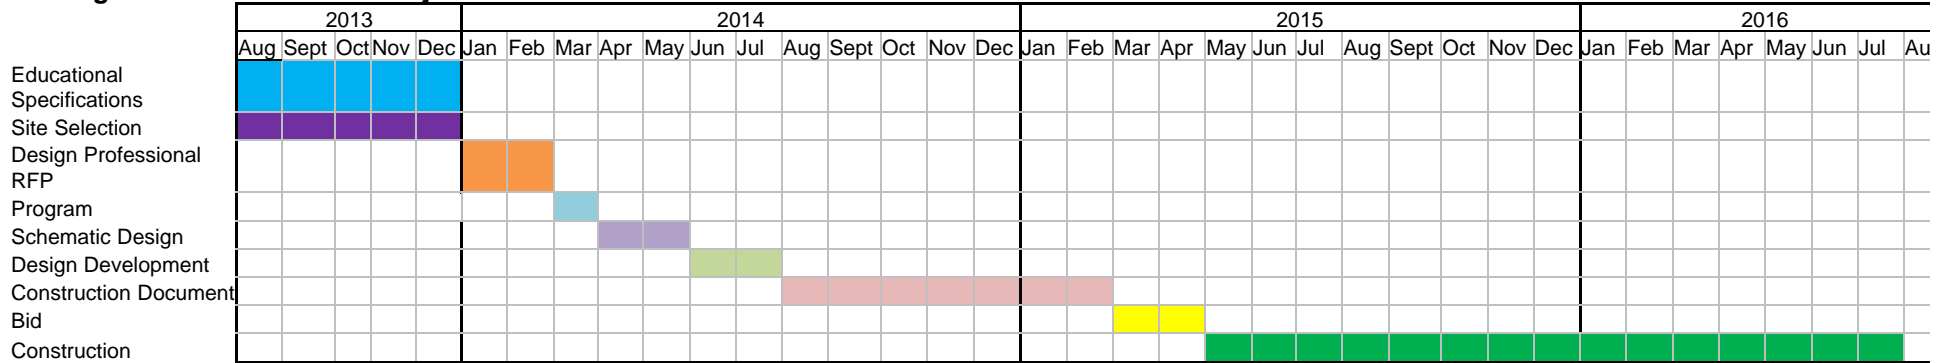 2013 2014 2015 2016
Aug Sept Oct Nov Dec Jan Feb Mar Apr May Jun Jul Aug Sept Oct Nov Dec Jan Feb Mar Apr May Jun Jul Aug Sept Oct Nov Dec Jan Feb Mar Apr May Jun Jul Au
Educational
Specifications
Site Selection
Design Professional
RFP
Program
Schematic Design
Design Development
Construction Document
Bid
Construction